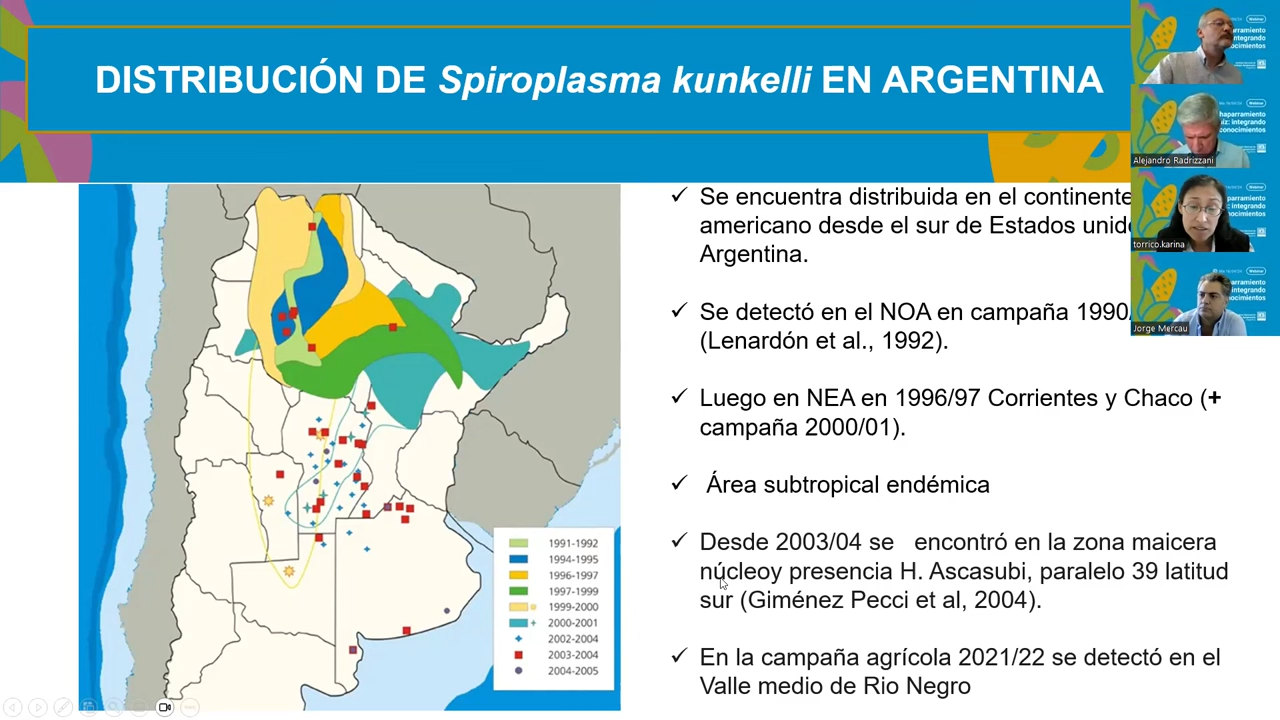 DISTRIBUCIÓN DE Spiroplasma kunkelli EN ARGENTINA
Se encuentra distribuida en el continente
americano desde el sur de Estados
Argentina.
Se detectó en el NOA en campaña
(Lenardón et al., 1992).
Luego en NEA en 1996/97 Corrientes y Chaco (+
campaña 2000/01).
Área subtropical endémica
Desde 2003/04 se encontró en la zona maicera
núcleoy presencia H. Ascasubi, paralelo 39 latitud
sur (Giménez Pecci et al, 2004).
En la campaña agrícola 2021/22 se detectó en el
Valle medio de Rio Negro
1991-1992
1994-1995
1996-1997
1997-1999
1999-2000
2000-2001
2002-2004
2003-2004
2004-2005
Webinar
integrando
Webinar
Alejandro Radrizzani
Webinar
torrico.karina
Webinar
Jorge Mercau